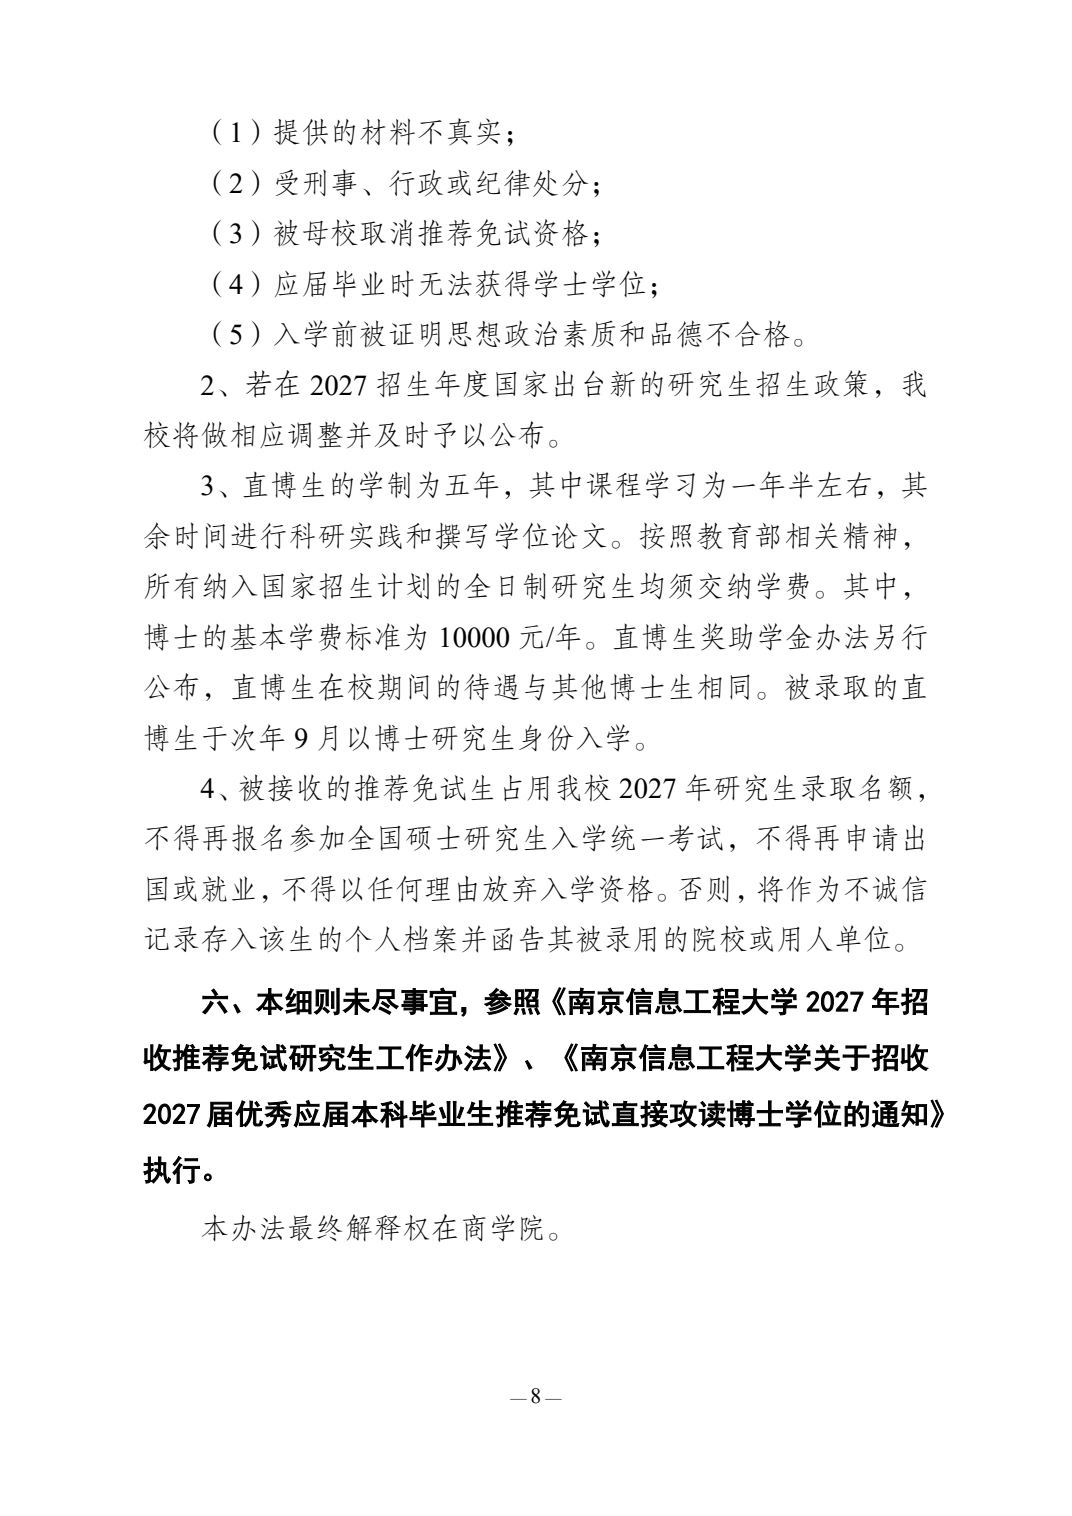 （1）提供的材料不真实；
（2）受刑事、行政或纪律处分；
（3）被母校取消推荐免试资格；
（4）应届毕业时无法获得学士学位；
（5）入学前被证明思想政治素质和品德不合格。
2、若在 2027 招生年度国家出台新的研究生招生政策，我
校将做相应调整并及时予以公布。
3、直博生的学制为五年，其中课程学习为一年半左右，其
余时间进行科研实践和撰写学位论文。按照教育部相关精神，
所有纳入国家招生计划的全日制研究生均须交纳学费。其中，
博士的基本学费标准为 10000 元/年。直博生奖助学金办法另行
公布，直博生在校期间的待遇与其他博士生相同。被录取的直
博生于次年 9 月以博士研究生身份入学。
4、被接收的推荐免试生占用我校 2027 年研究生录取名额，
不得再报名参加全国硕士研究生入学统一考试，不得再申请出
国或就业，不得以任何理由放弃入学资格。否则，将作为不诚信
记录存入该生的个人档案并函告其被录用的院校或用人单位。
六、本细则未尽事宜，参照《南京信息工程大学 2027 年招
收推荐免试研究生工作办法》、《南京信息工程大学关于招收
2027 届优秀应届本科毕业生推荐免试直接攻读博士学位的通知》
执行。
本办法最终解释权在商学院。
— 8 —